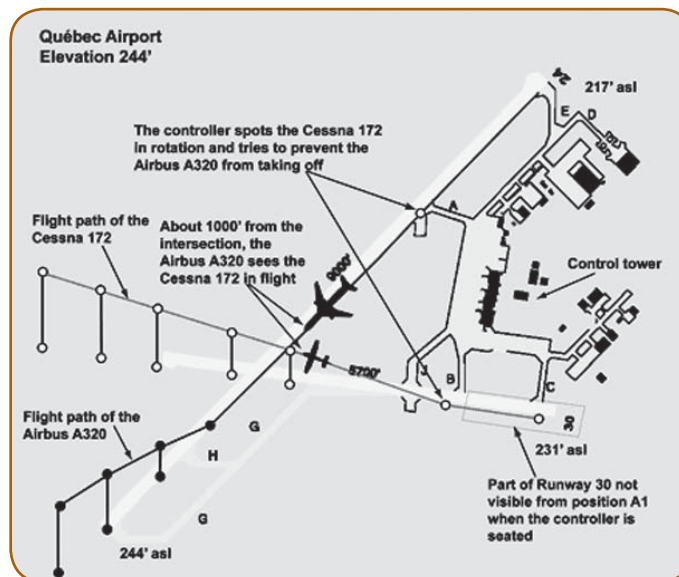 Québec Airport
Elevation 244'
24
217' asl
E
D
The controller spots the Cessna 172
in rotation and tries to prevent the
Airbus A320 from taking off
A
Flight path of the
Cessna 172
About 1000' from the
intersection, the
Airbus A320 sees the
Cessna 172 in flight
9000'
Control tower
5700'
J
B
C
30
Flight path of the
Airbus A320
G
H
G
231' asl
Part of Runway 30 not
visible from position A1
when the controller is
seated
244' asl